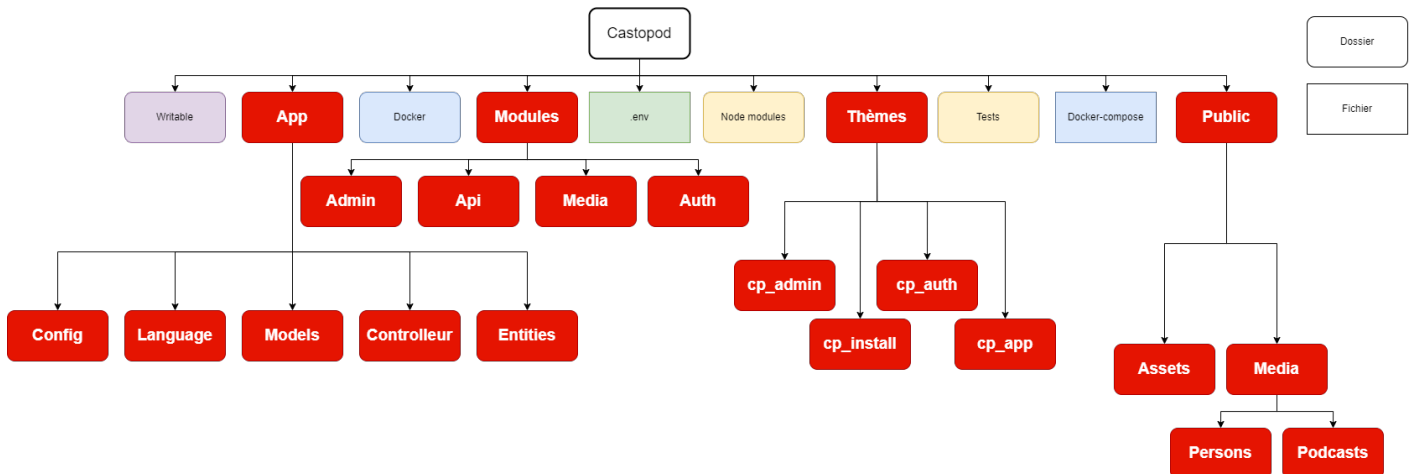 Castopod
Dossier
Writable
App
Docker
Modules
.env
Node modules
Thèmes
Tests
Docker-compose
Public
Fichier
Admin
Api
Media
Auth
cp_admin
cp_auth
Config
Language
Models
Controlleur
Entities
cp_install
cp_app
Assets
Media
Persons
Podcasts